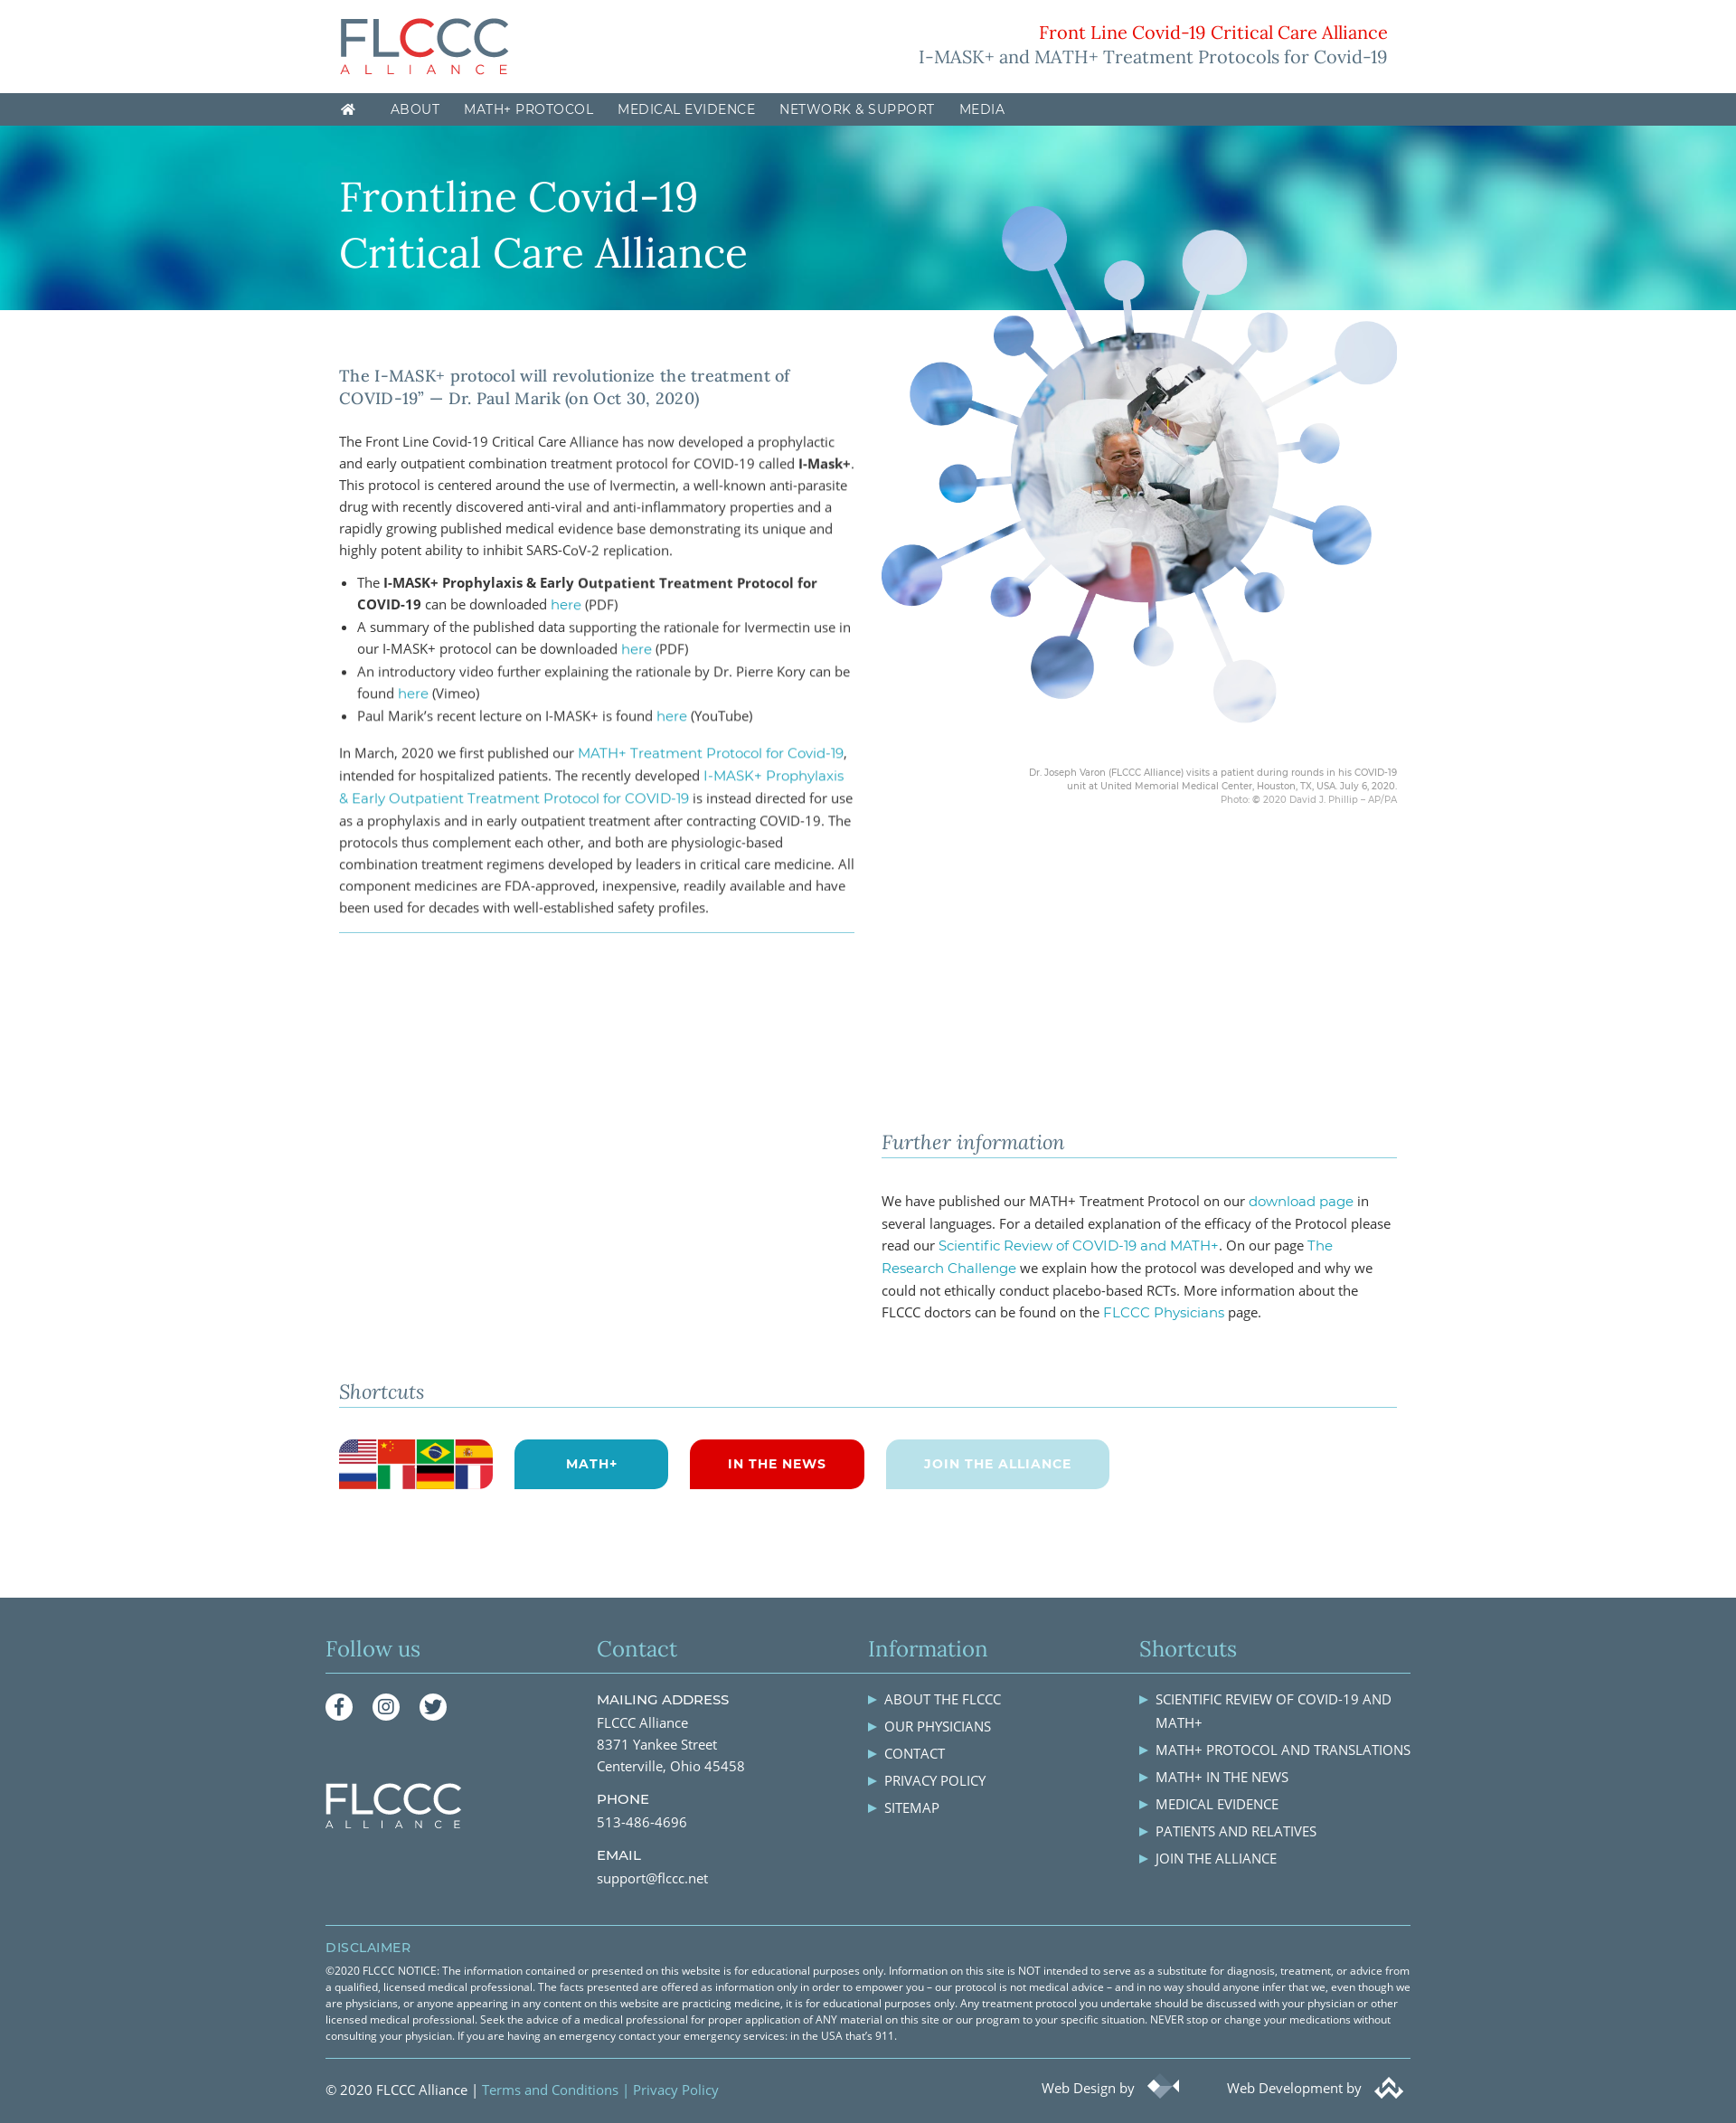 FLCCC
ALLIANCE
Front Line Covid-19 Critical Care Alliance
I-MASK+ and MATH+ Treatment Protocols for Covid-19
ABOUT MATH+ PROTOCOL MEDICAL EVIDENCE NETWORK & SUPPORT MEDIA
Frontline Covid-19
Critical Care Alliance
The I-MASK+ protocol will revolutionize the treatment of
COVID-19” — Dr. Paul Marik (on Oct 30, 2020)
The Front Line Covid-19 Critical Care Alliance has now developed a prophylactic
and early outpatient combination treatment protocol for COVID-19 called I-Mask+.
This protocol is centered around the use of Ivermectin, a well-known anti-parasite
drug with recently discovered anti-viral and anti-inflammatory properties and a
rapidly growing published medical evidence base demonstrating its unique and
highly potent ability to inhibit SARS-CoV-2 replication.
• The I-MASK+ Prophylaxis & Early Outpatient Treatment Protocol for
COVID-19 can be downloaded here (PDF)
• A summary of the published data supporting the rationale for Ivermectin use in
our I-MASK+ protocol can be downloaded here (PDF)
• An introductory video further explaining the rationale by Dr. Pierre Kory can be
found here (Vimeo)
• Paul Marik’s recent lecture on I-MASK+ is found here (YouTube)
In March, 2020 we first published our MATH+ Treatment Protocol for Covid-19,
intended for hospitalized patients. The recently developed I-MASK+ Prophylaxis
& Early Outpatient Treatment Protocol for COVID-19 is instead directed for use
as a prophylaxis and in early outpatient treatment after contracting COVID-19. The
protocols thus complement each other, and both are physiologic-based
combination treatment regimens developed by leaders in critical care medicine. All
component medicines are FDA-approved, inexpensive, readily available and have
been used for decades with well-established safety profiles.
Dr. Joseph Varon (FLCCC Alliance) visits a patient during rounds in his COVID-19
unit at United Memorial Medical Center, Houston, TX, USA. July 6, 2020.
Photo: © 2020 David J. Phillip – AP/PA
Further information
We have published our MATH+ Treatment Protocol on our download page in
several languages. For a detailed explanation of the efficacy of the Protocol please
read our Scientific Review of COVID-19 and MATH+. On our page The
Research Challenge we explain how the protocol was developed and why we
could not ethically conduct placebo-based RCTs. More information about the
FLCCC doctors can be found on the FLCCC Physicians page.
Shortcuts
MATH+ IN THE NEWS JOIN THE ALLIANCE
Follow us
FLCCC
ALLIANCE
Contact
MAILING ADDRESS
FLCCC Alliance
8371 Yankee Street
Centerville, Ohio 45458
PHONE
513-486-4696
EMAIL
support@flccc.net
Information
ABOUT THE FLCCC
OUR PHYSICIANS
CONTACT
PRIVACY POLICY
SITEMAP
Shortcuts
SCIENTIFIC REVIEW OF COVID-19 AND
MATH+
MATH+ PROTOCOL AND TRANSLATIONS
MATH+ IN THE NEWS
MEDICAL EVIDENCE
PATIENTS AND RELATIVES
JOIN THE ALLIANCE
DISCLAIMER
©2020 FLCCC NOTICE: The information contained or presented on this website is for educational purposes only. Information on this site is NOT intended to serve as a substitute for diagnosis, treatment, or advice from
a qualified, licensed medical professional. The facts presented are offered as information only in order to empower you – our protocol is not medical advice – and in no way should anyone infer that we, even though we
are physicians, or anyone appearing in any content on this website are practicing medicine, it is for educational purposes only. Any treatment protocol you undertake should be discussed with your physician or other
licensed medical professional. Seek the advice of a medical professional for proper application of ANY material on this site or our program to your specific situation. NEVER stop or change your medications without
consulting your physician. If you are having an emergency contact your emergency services: in the USA that’s 911.
© 2020 FLCCC Alliance | Terms and Conditions | Privacy Policy
Web Design by
Web Development by